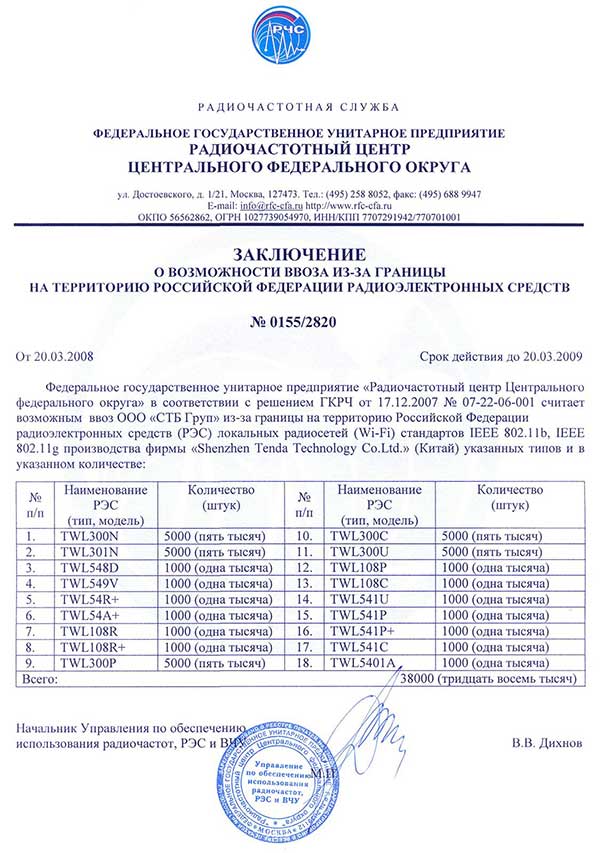 РЧС
РАДИОЧАСТОТНАЯ СЛУЖБА
ФЕДЕРАЛЬНОЕ ГОСУДАРСТВЕННОЕ УНИТАРНОЕ ПРЕДПРИЯТИЕ
РАДИОЧАСТОТНЫЙ ЦЕНТР
ЦЕНТРАЛЬНОГО ФЕДЕРАЛЬНОГО ОКРУГА
ул. Достоевского, д. 1/21, Москва, 127473. Тел.: (495) 258 8052, факс: (495) 688 9947
E-mail: info@rfc-cfa.ru http://www.rfc-cfa.ru
ОКПО 56562862, ОГРН 1027739054970, ИНН/КПП 7707291942/770701001
ЗАКЛЮЧЕНИЕ
О ВОЗМОЖНОСТИ ВВОЗА ИЗ-ЗА ГРАНИЦЫ
НА ТЕРРИТОРИЮ РОССИЙСКОЙ ФЕДЕРАЦИИ РАДИОЭЛЕКТРОННЫХ СРЕДСТВ
№ 0155/2820
От 20.03.2008 Срок действия до 20.03.2009
Федеральное государственное унитарное предприятие «Радиочастотный центр Центрального
федерального округа» в соответствии с решением ГКРЧ от 17.12.2007 № 07-22-06-001 считает
возможным ввоз ООО «СТБ Груп» из-за границы на территорию Российской Федерации
радиоэлектронных средств (РЭС) локальных радиосетей (Wi-Fi) стандартов IEEE 802.11b, IEEE
802.11g производства фирмы «Shenzhen Tenda Technology Co.Ltd.» (Китай) указанных типов и в
указанном количестве:
№ п/п Наименование РЭС (тип, модель) Количество (штук) № п/п Наименование РЭС (тип, модель) Количество (штук)
1. TWL300N 5000 (пять тысяч) 10. TWL300C 5000 (пять тысяч)
2. TWL301N 5000 (пять тысяч) 11. TWL300U 5000 (пять тысяч)
3. TWL548D 1000 (одна тысяча) 12. TWL108P 1000 (одна тысяча)
4. TWL549V 1000 (одна тысяча) 13. TWL108C 1000 (одна тысяча)
5. TWL54R+ 1000 (одна тысяча) 14. TWL541U 1000 (одна тысяча)
6. TWL54A+ 1000 (одна тысяча) 15. TWL541P 1000 (одна тысяча)
7. TWL108R 1000 (одна тысяча) 16. TWL541P+ 1000 (одна тысяча)
8. TWL108R+ 1000 (одна тысяча) 17. TWL541C 1000 (одна тысяча)
9. TWL300P 5000 (пять тысяч) 18. TWL5401A 1000 (одна тысяча)
Всего: 38000 (тридцать восемь тысяч)
Начальник Управления по обеспечению
использования радиочастот, РЭС и ВЧУ В.В. Дихнов
М.П.
Управление
по обеспечению
использования
радиочастот,
РЭС и ВЧУ